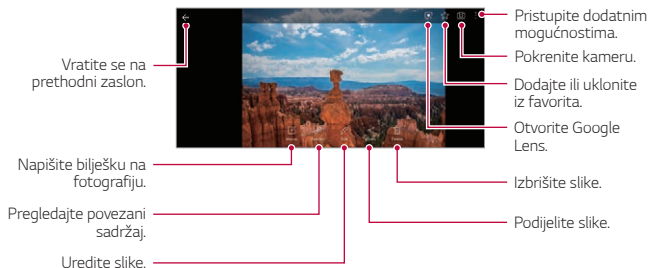 Pristupite dodatnim
mogućnostima.
Pokrenite kameru.
Vratite se na
prethodni zaslon.
Dodajte ili uklonite
iz favorita.
Otvorite Google
Lens.
Napišite bilješku na
fotografiju.
Izbrišite slike.
Pregledajte povezani
sadržaj.
Podijelite slike.
Uredite slike.